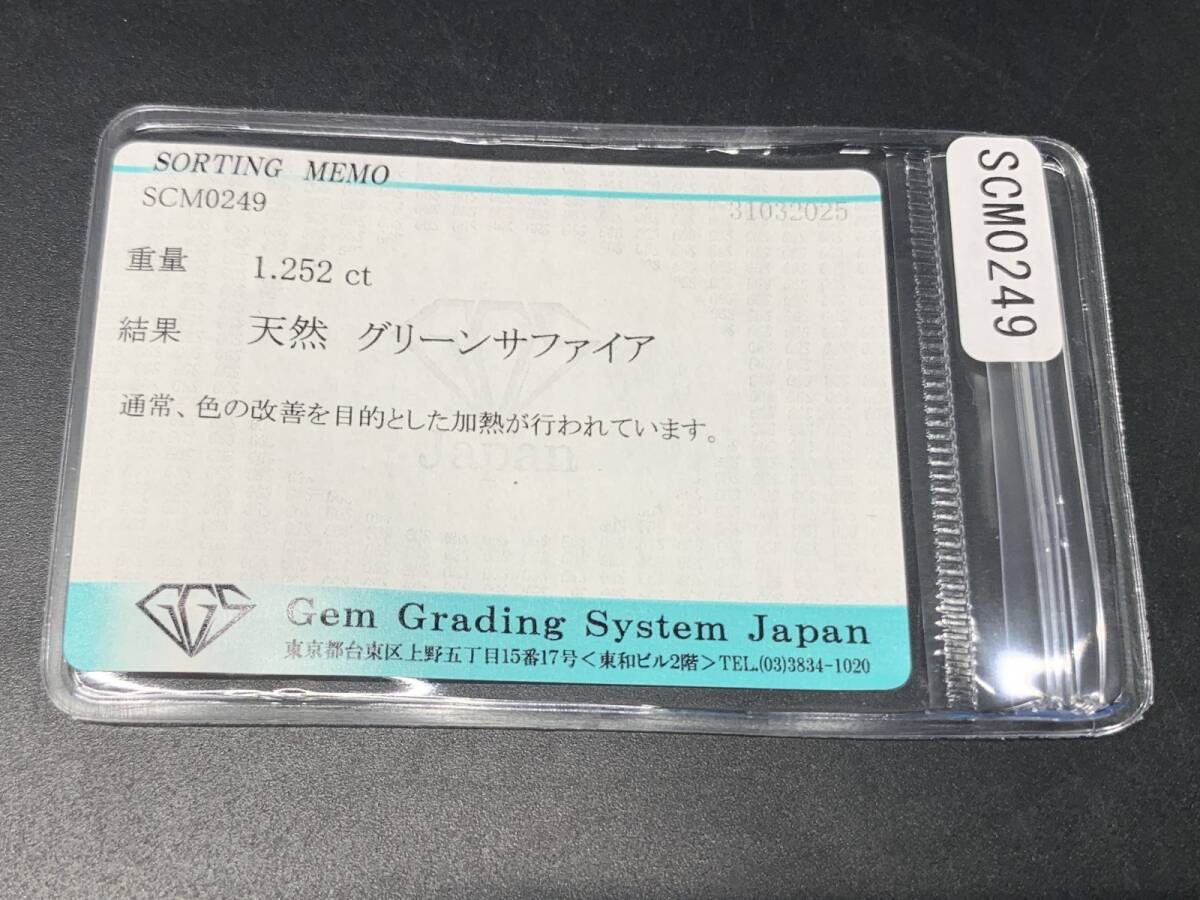 SORTING MEMO
SCM0249 31032025
重量 1.252 ct
結果 天然 グリーンサファイア
通常、色の改善を目的とした加熱が行われています。
Japan
GGS
Gem Grading System Japan
東京都台東区上野五丁目15番17号<東和ビル2階>TEL.(03)3834-1020
SCM0249